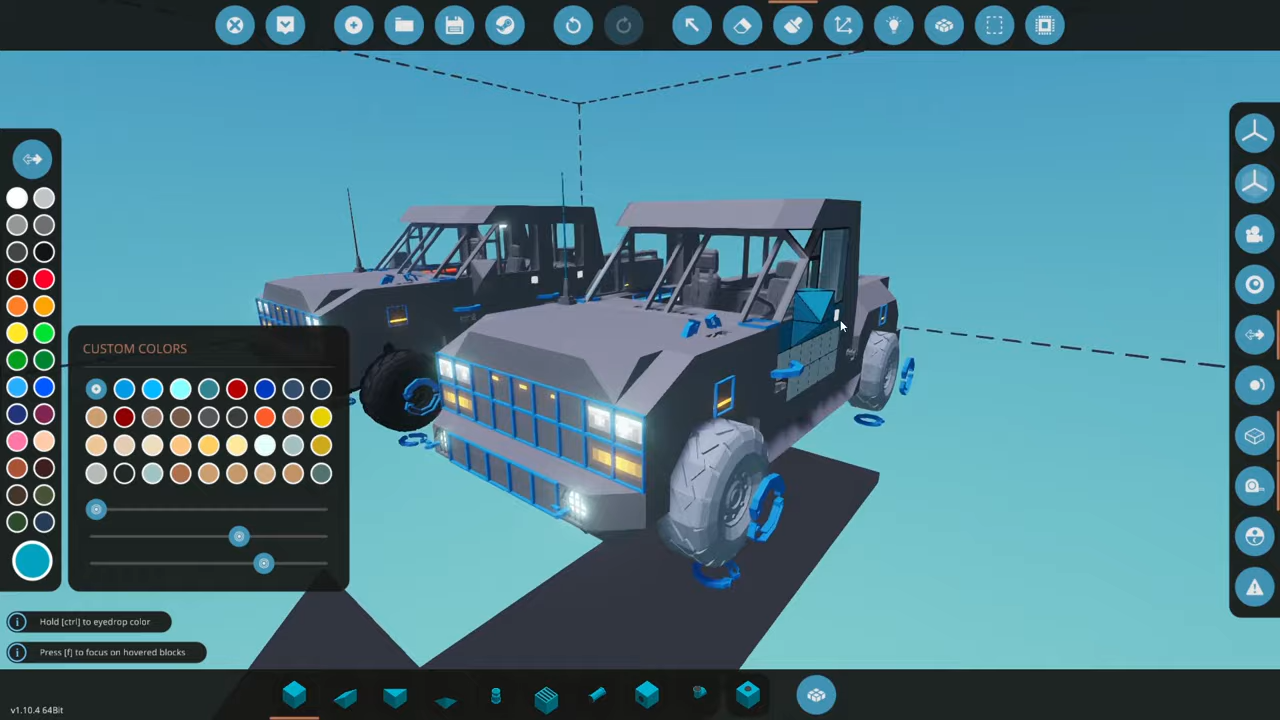 CUSTOM COLORS
Hold [ctrl] to eyedrop color
Press [f] to focus on hovered blocks
v1.10.4 64Bit